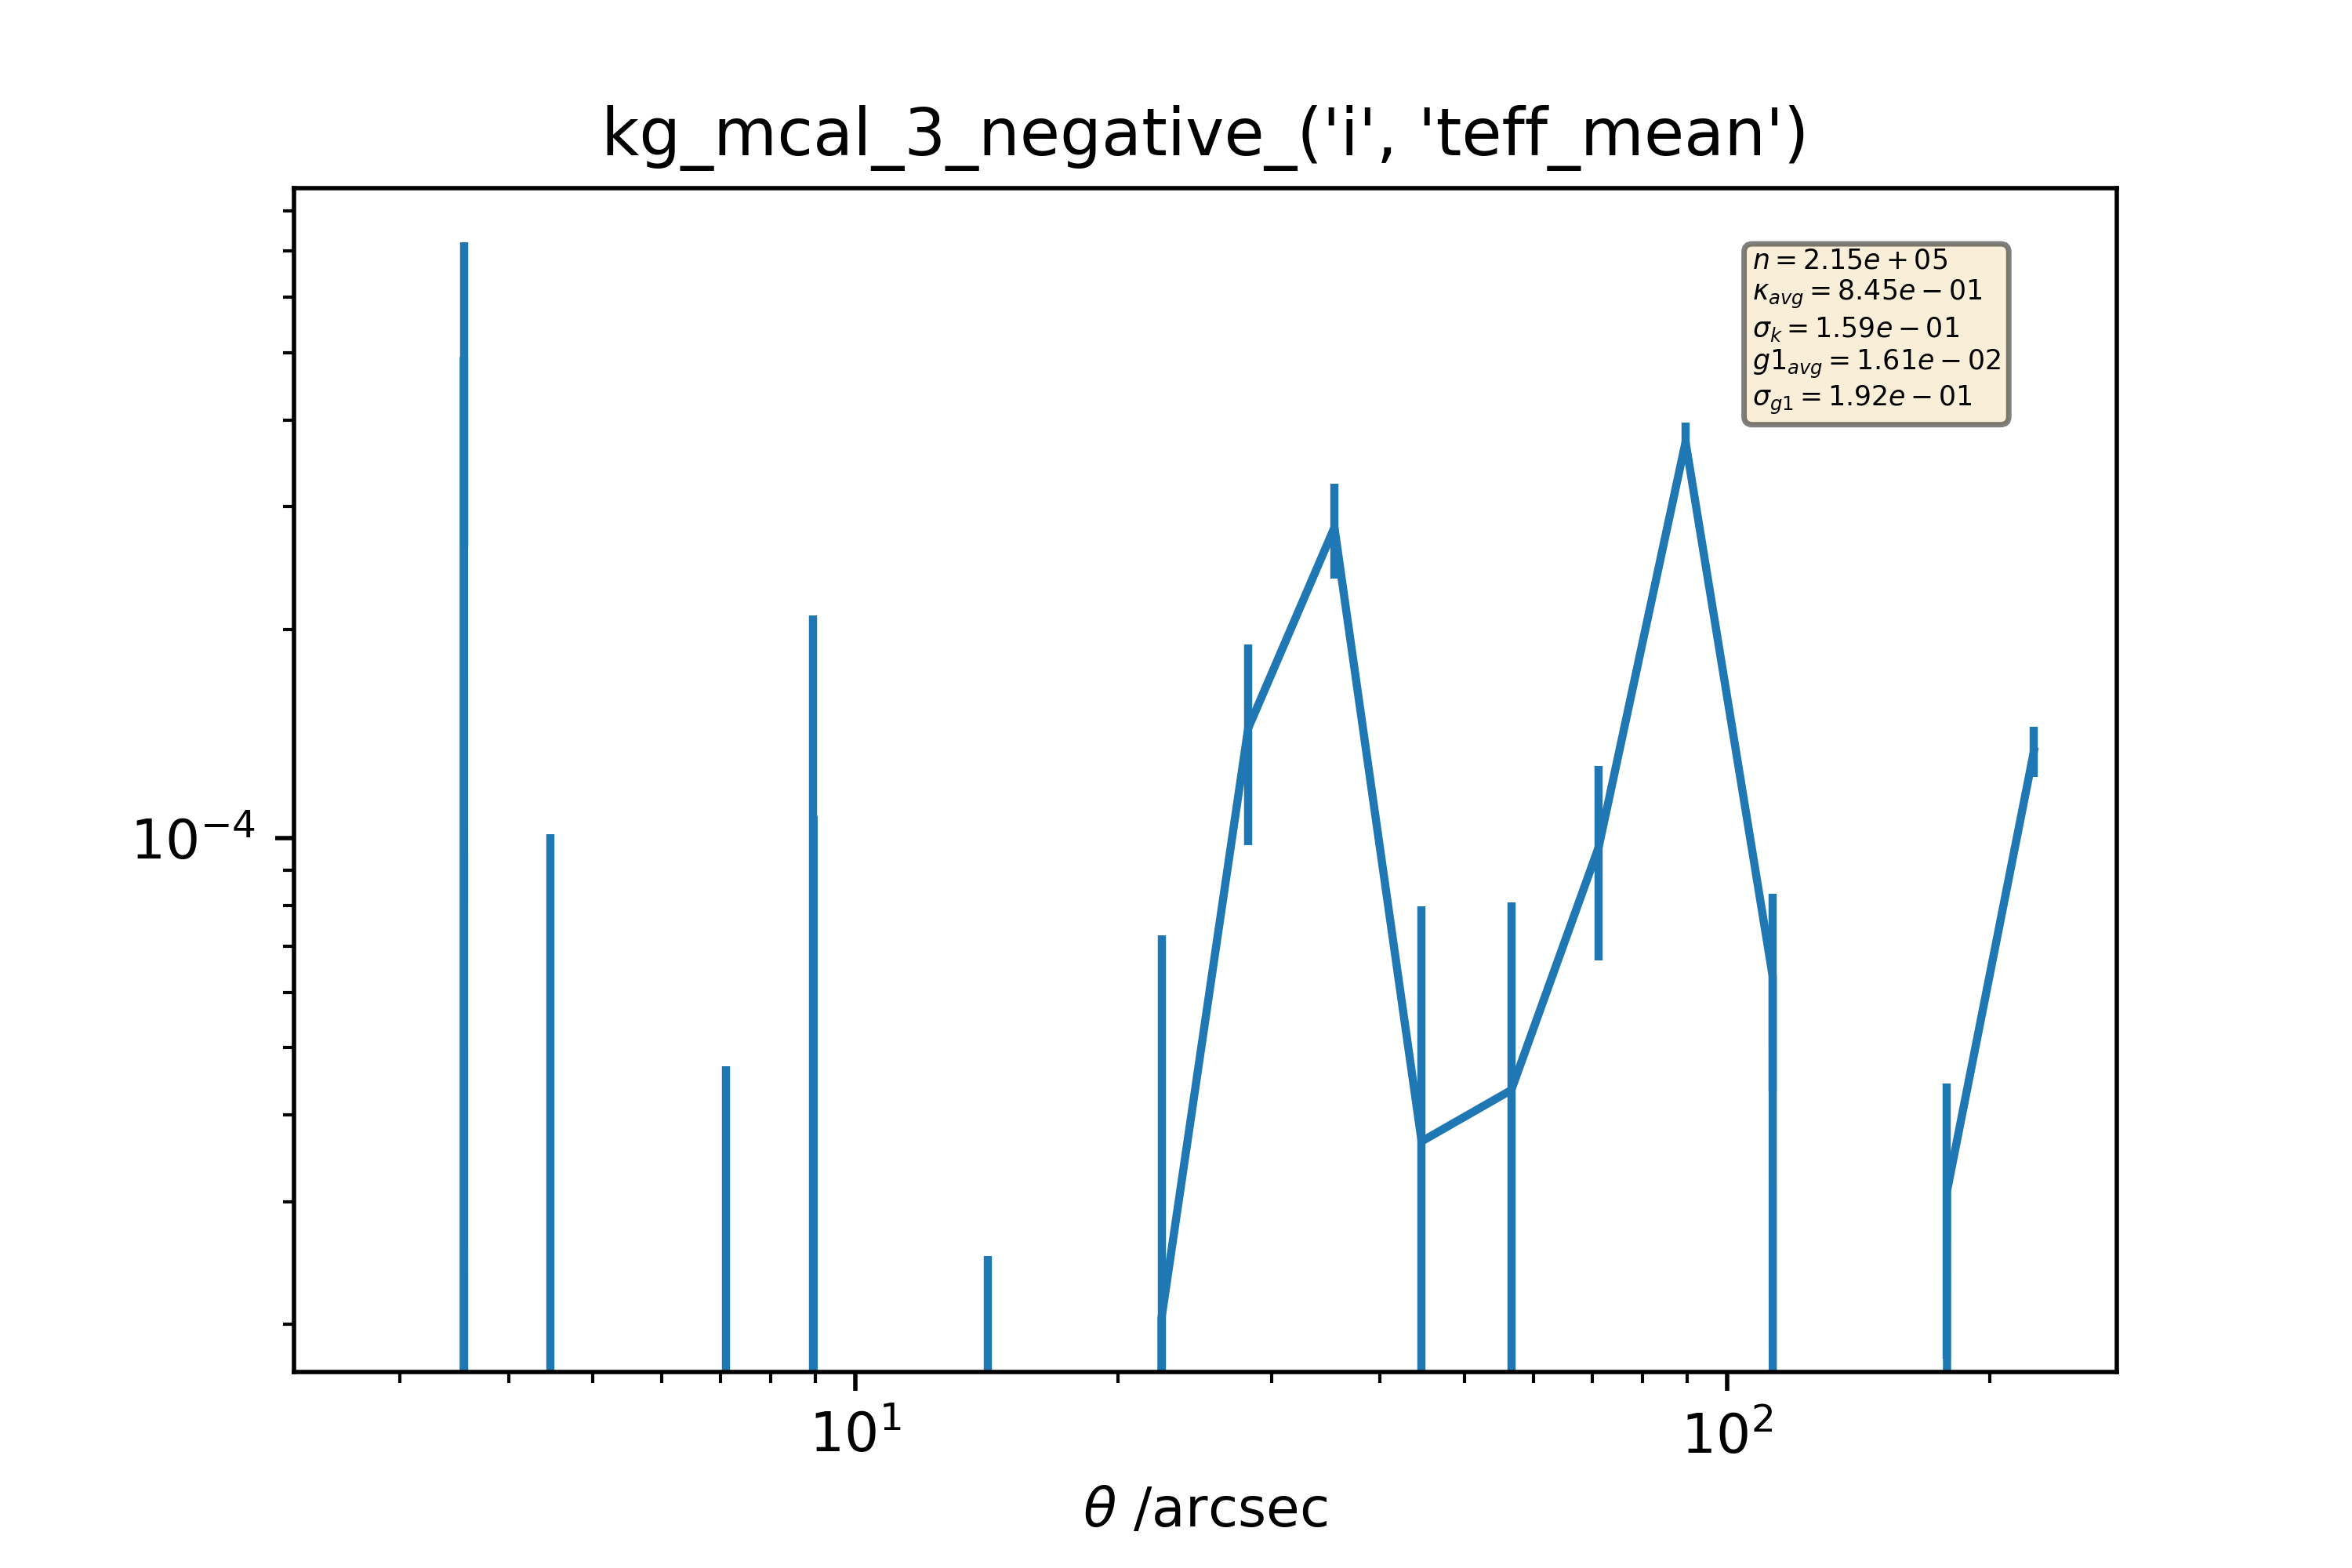 kg_mcal_3_negative_('i', 'teff_mean')
n = 2.15e + 05
κavg = 8.45e − 01
σk = 1.59e − 01
g1avg = 1.61e − 02
σg1 = 1.92e − 01
10−4
10¹ 10²
θ /arcsec